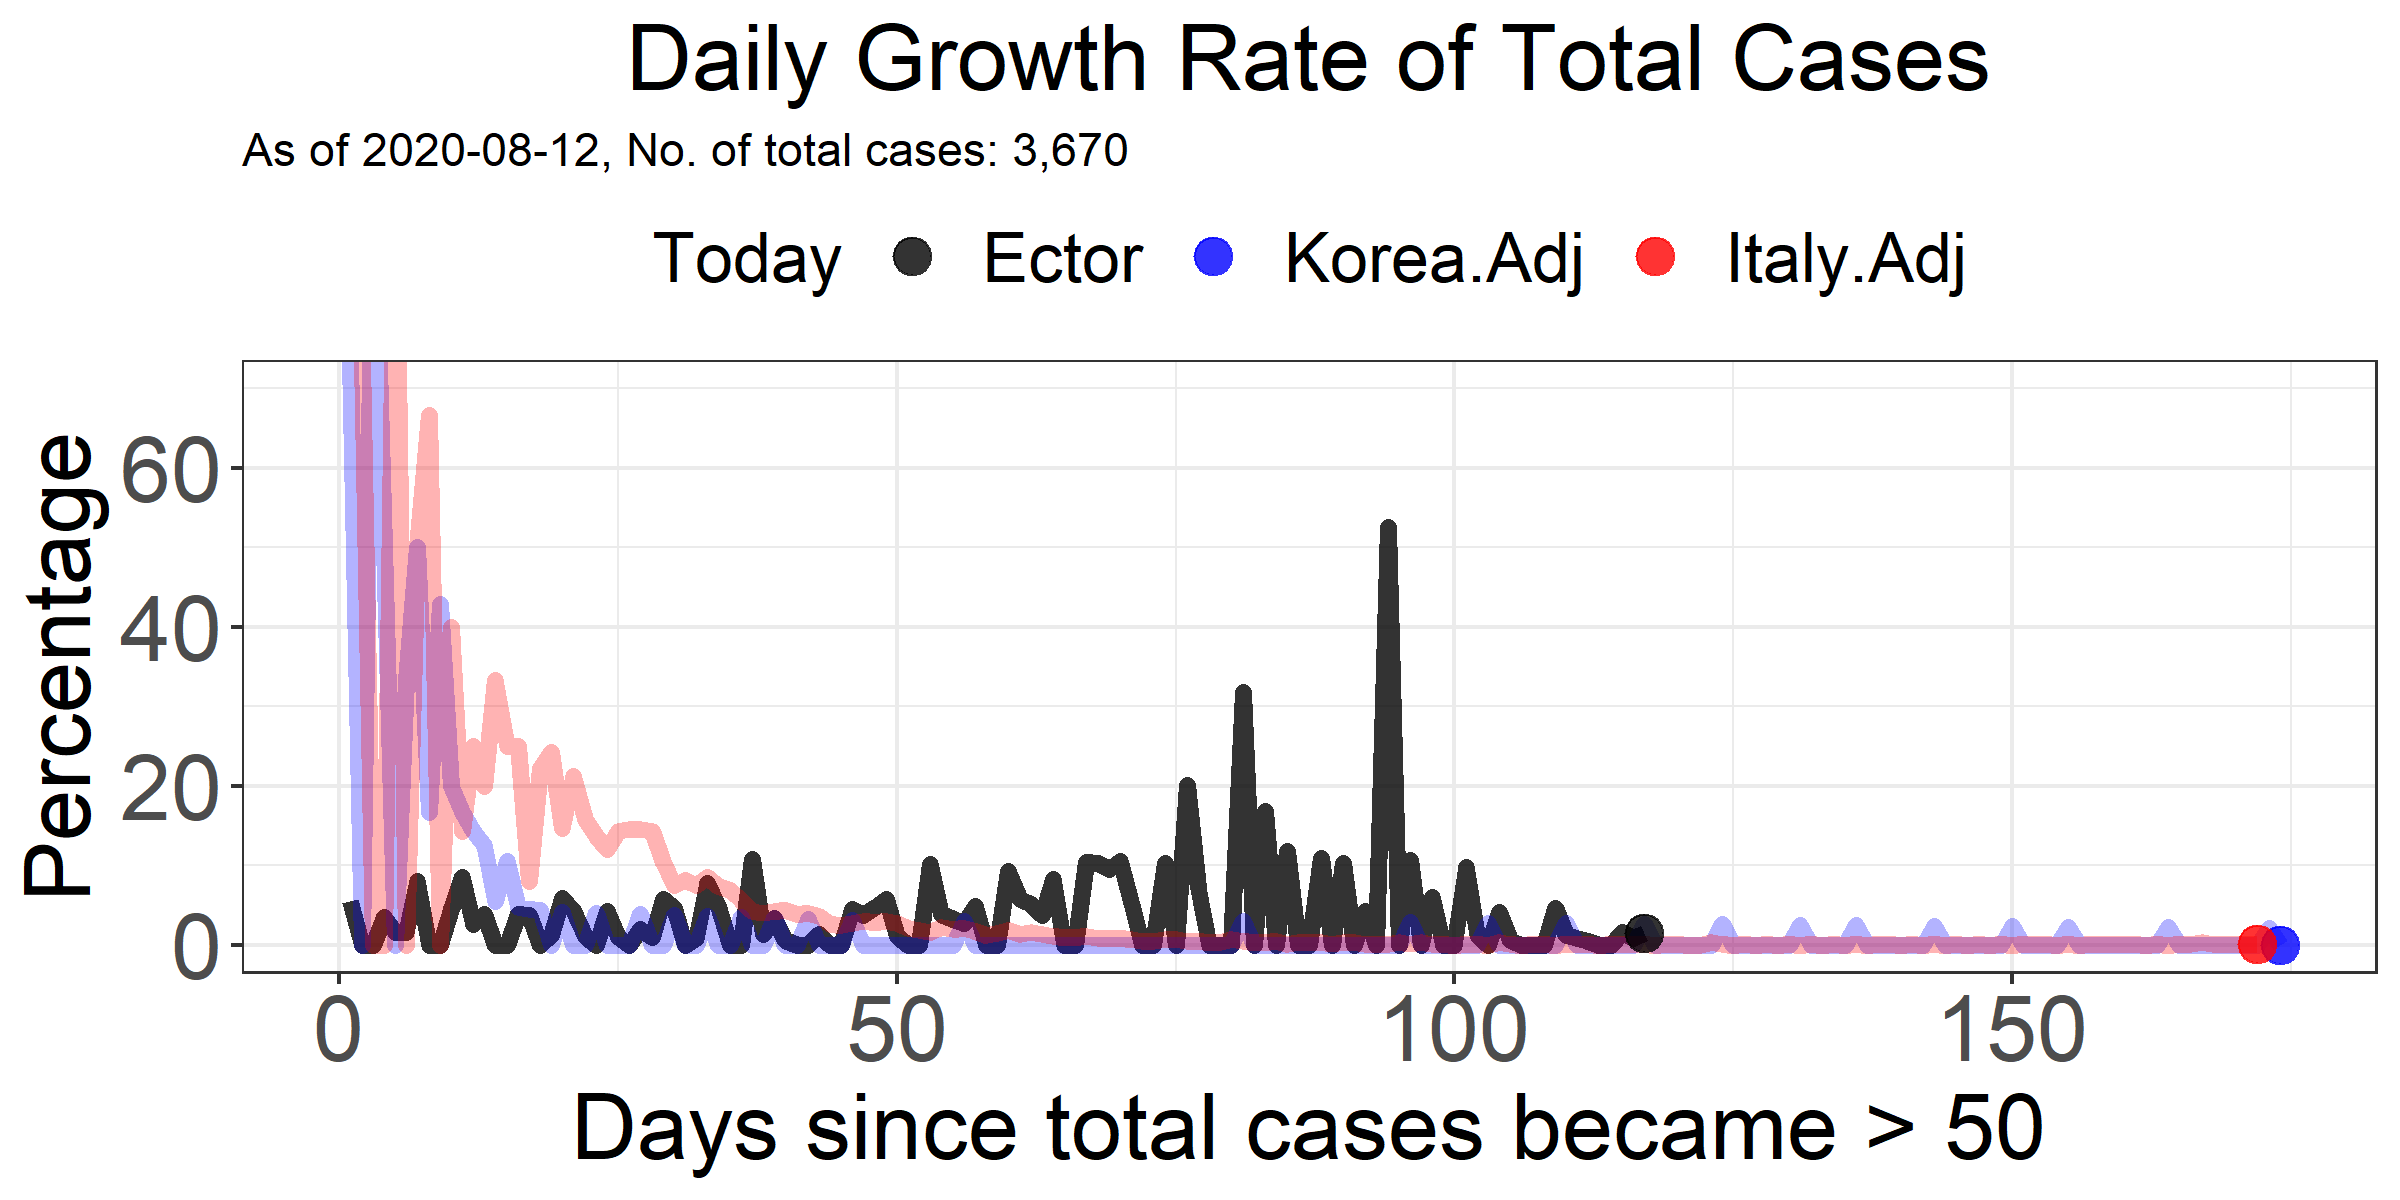 Daily Growth Rate of Total Cases
As of 2020-08-12, No. of total cases: 3,670
Today Ector Korea.Adj Italy.Adj
Percentage
60
40
20
0
0 50 100 150
Days since total cases became > 50